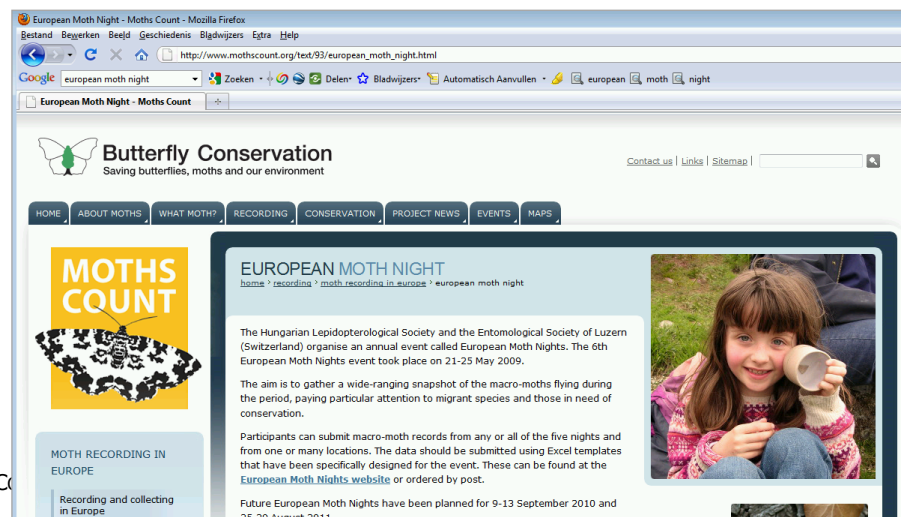 European Moth Night - Moths Count - Mozilla Firefox
Bestand Bewerken Beeld Geschiedenis Bladwijzers Extra Help
http://www.mothscount.org/text/93/european_moth_night.html
Google european moth night Zoeken Delen Bladwijzers Automatisch Aanvullen european moth night
European Moth Night - Moths Count
Butterfly Conservation
Saving butterflies, moths and our environment
Contact us | Links | Sitemap |
HOME ABOUT MOTHS WHAT MOTH? RECORDING CONSERVATION PROJECT NEWS EVENTS MAPS
MOTHS
COUNT
EUROPEAN MOTH NIGHT
home > recording > moth recording in europe > european moth night
The Hungarian Lepidopterological Society and the Entomological Society of Luzern
(Switzerland) organise an annual event called European Moth Nights. The 6th
European Moth Nights event took place on 21-25 May 2009.
The aim is to gather a wide-ranging snapshot of the macro-moths flying during
the period, paying particular attention to migrant species and those in need of
conservation.
Participants can submit macro-moth records from any or all of the five nights and
from one or many locations. The data should be submitted using Excel templates
that have been specifically designed for the event. These can be found at the
European Moth Nights website or ordered by post.
Future European Moth Nights have been planned for 9-13 September 2010 and
MOTH RECORDING IN
EUROPE
Recording and collecting
in Europe